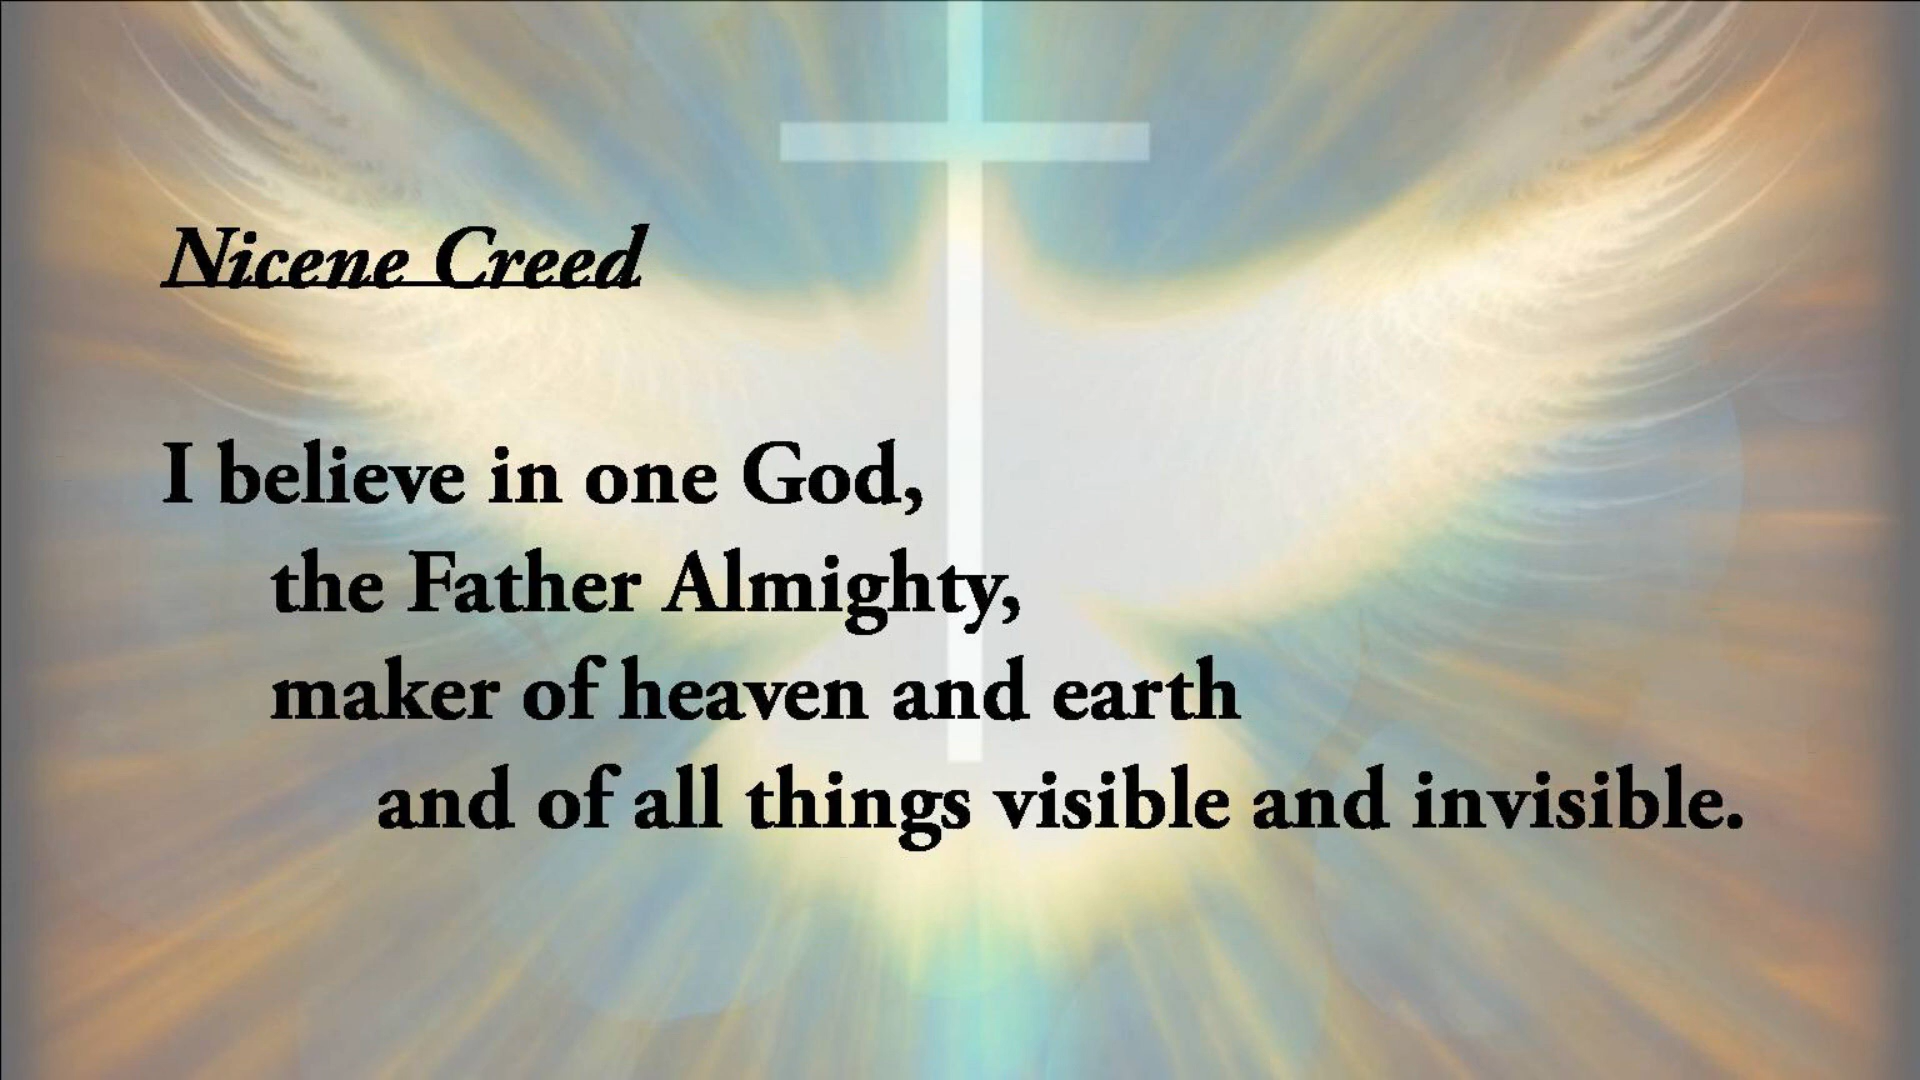 Nicene Creed
I believe in one God,
the Father Almighty,
maker of heaven and earth
and of all things visible and invisible.